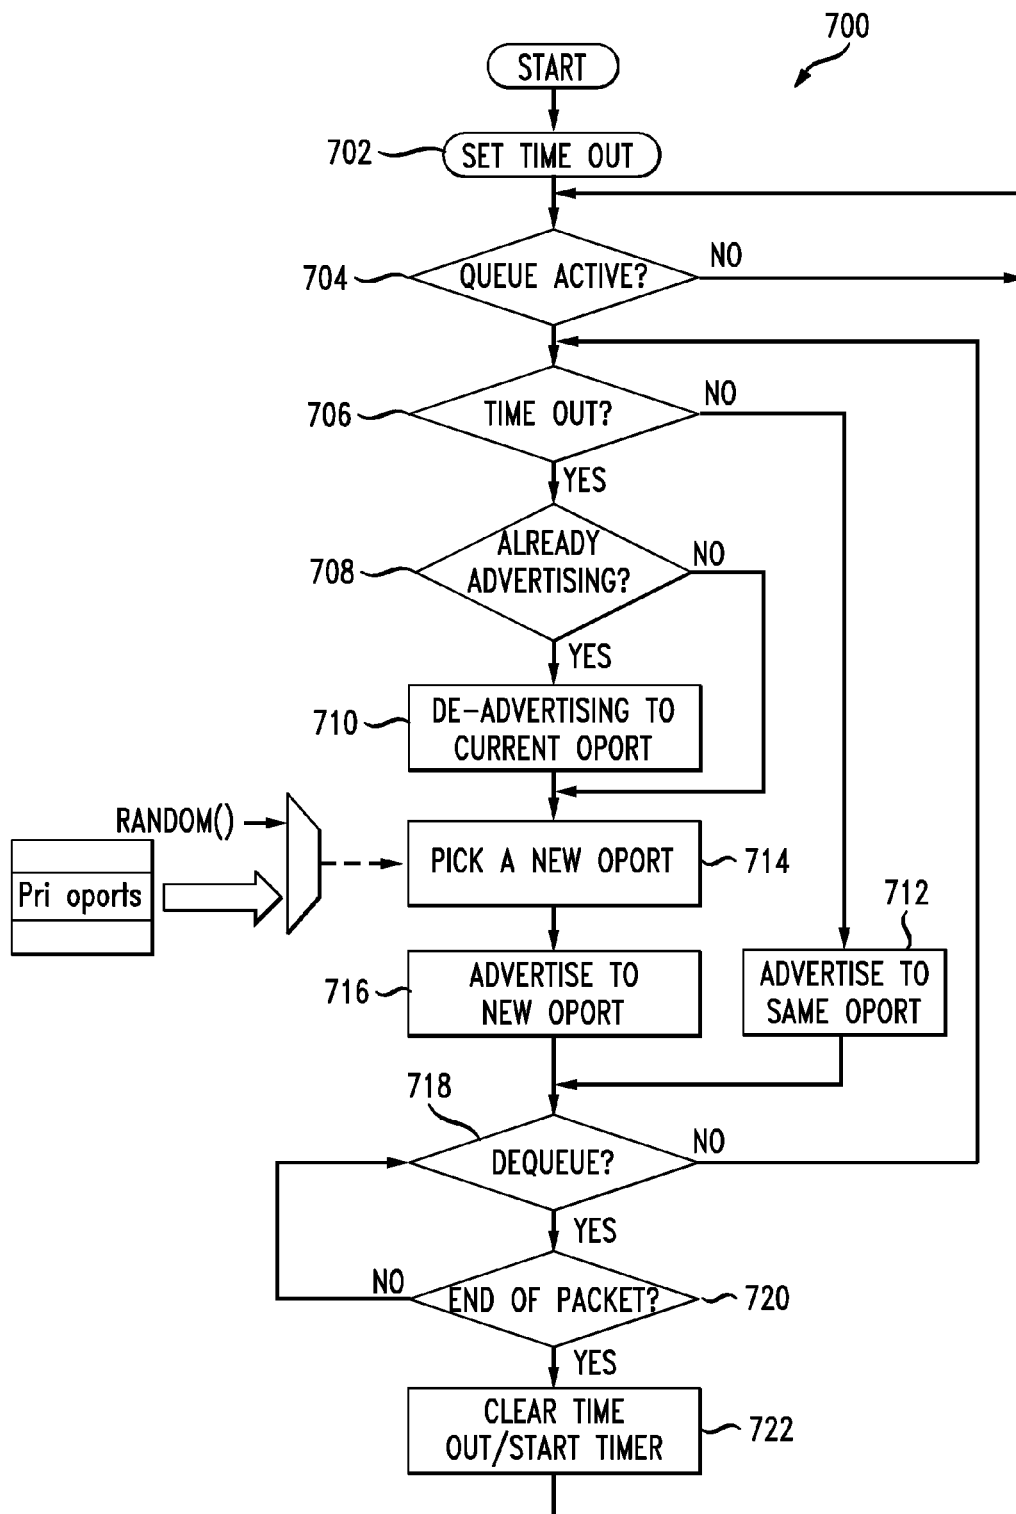 700
START
702
SET TIME OUT
704
QUEUE ACTIVE?
NO
706
TIME OUT?
NO
YES
708
ALREADY
ADVERTISING?
NO
YES
710
DE-ADVERTISING TO
CURRENT OPORT
RANDOM()
Pri oports
PICK A NEW OPORT
714
712
716
ADVERTISE TO
NEW OPORT
ADVERTISE TO
SAME OPORT
718
DEQUEUE?
NO
YES
NO
END OF PACKET?
720
YES
CLEAR TIME
OUT/START TIMER
722